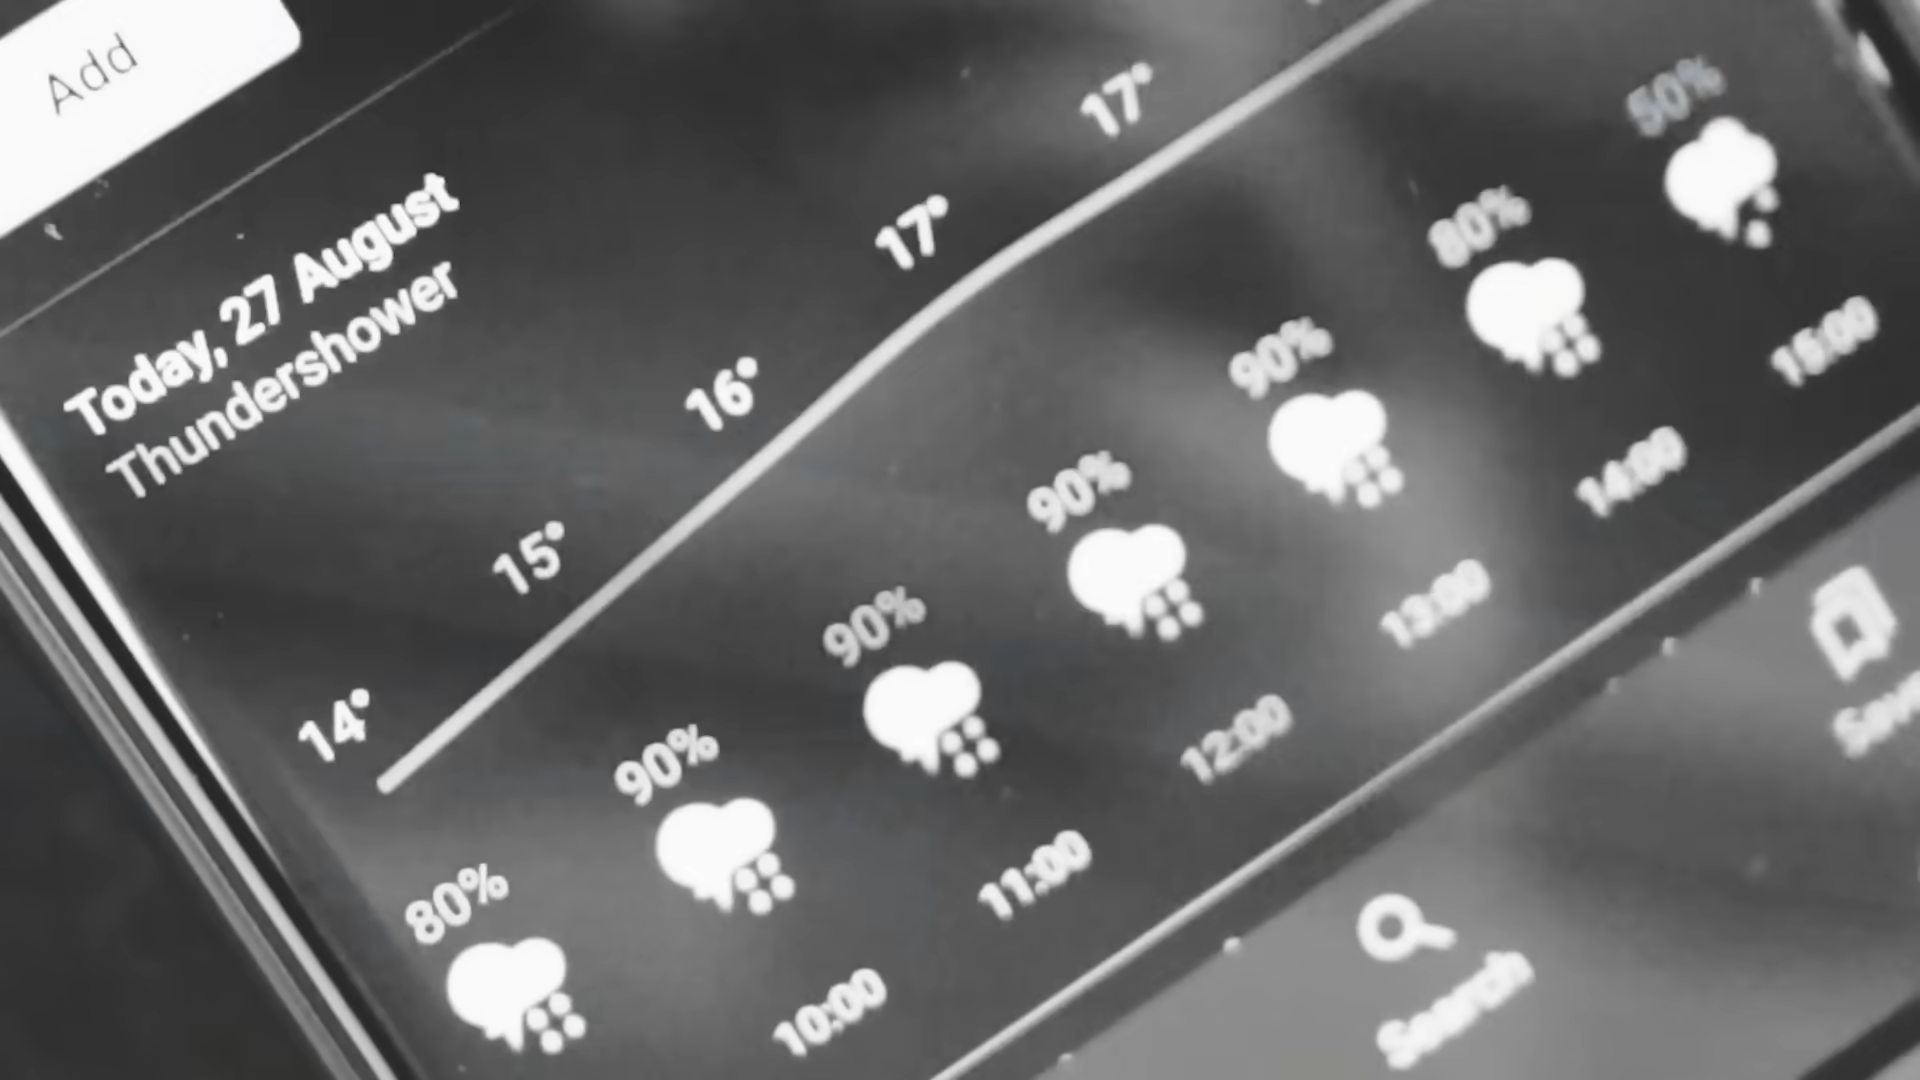 Add
Today, 27 August
Thundershower
14° 15° 16° 17° 17°
80% 90% 90% 90% 90% 80% 50%
10:00 11:00 12:00 13:00 14:00 15:00
Search